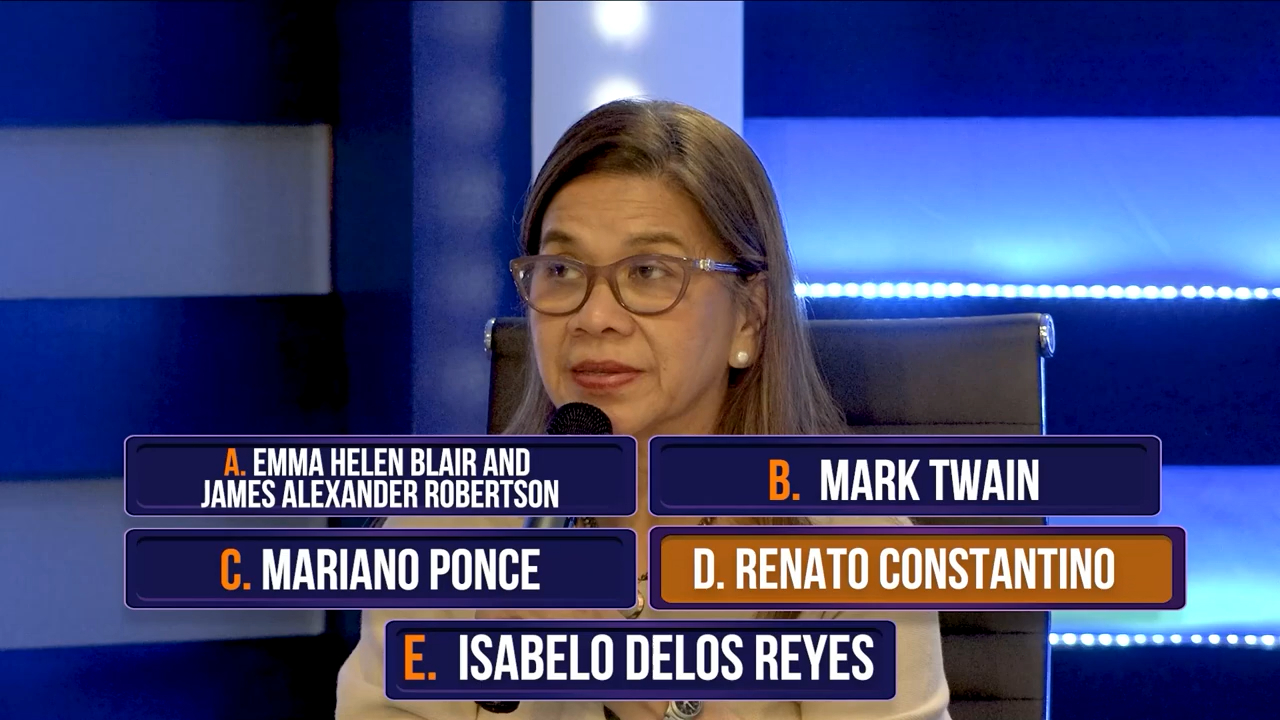 A. EMMA HELEN BLAIR AND
JAMES ALEXANDER ROBERTSON
B. MARK TWAIN
C. MARIANO PONCE
D. RENATO CONSTANTINO
E. ISABELO DELOS REYES